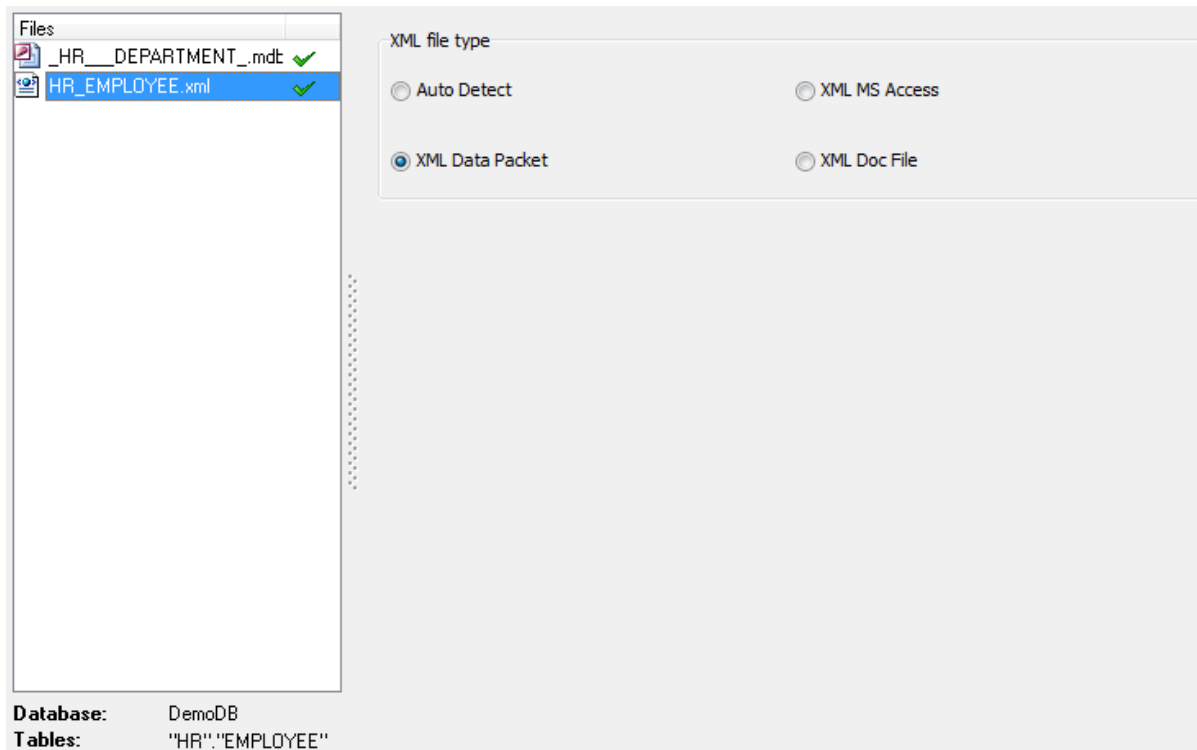 Files
_HR___DEPARTMENT_.mdb
HR_EMPLOYEE.xml
XML file type
Auto Detect
XML MS Access
XML Data Packet
XML Doc File
Database: DemoDB
Tables: "HR"."EMPLOYEE"